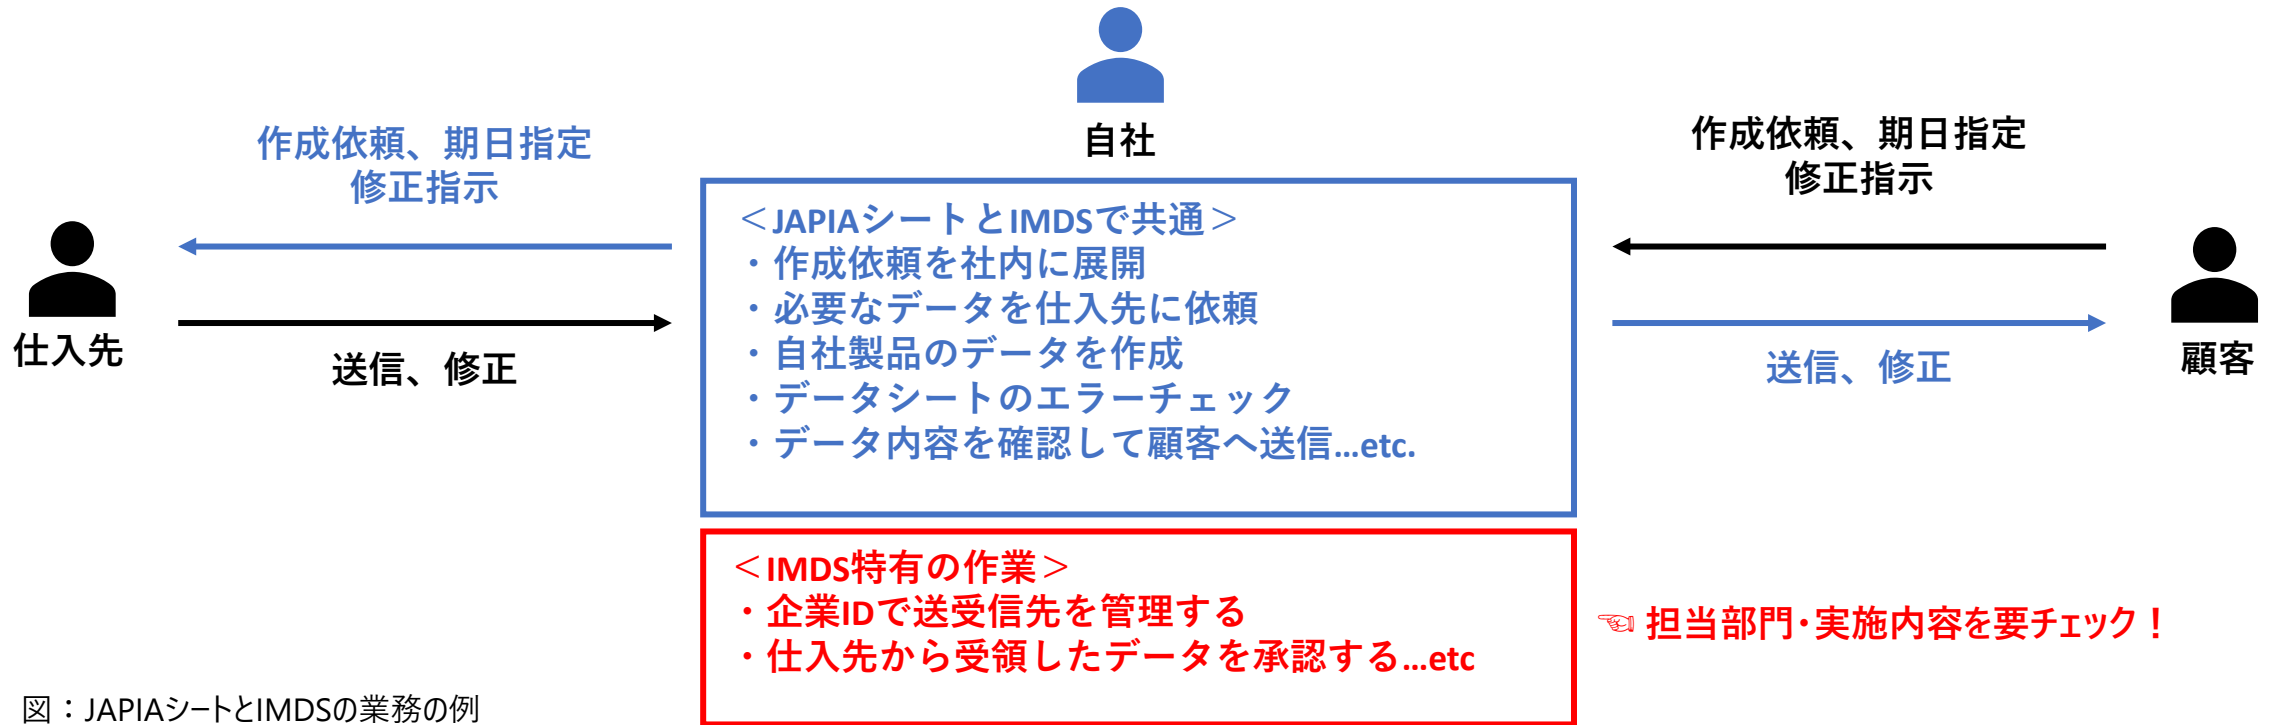 自社
作成依頼、期日指定
修正指示
仕入先
送信、修正
＜JAPIAシートとIMDSで共通＞
・作成依頼を社内に展開
・必要なデータを仕入先に依頼
・自社製品のデータを作成
・データシートのエラーチェック
・データ内容を確認して顧客へ送信…etc.
作成依頼、期日指定
修正指示
顧客
送信、修正
＜IMDS特有の作業＞
・企業IDで送受信先を管理する
・仕入先から受領したデータを承認する…etc
☜ 担当部門･実施内容を要チェック！
図：JAPIAシートとIMDSの業務の例